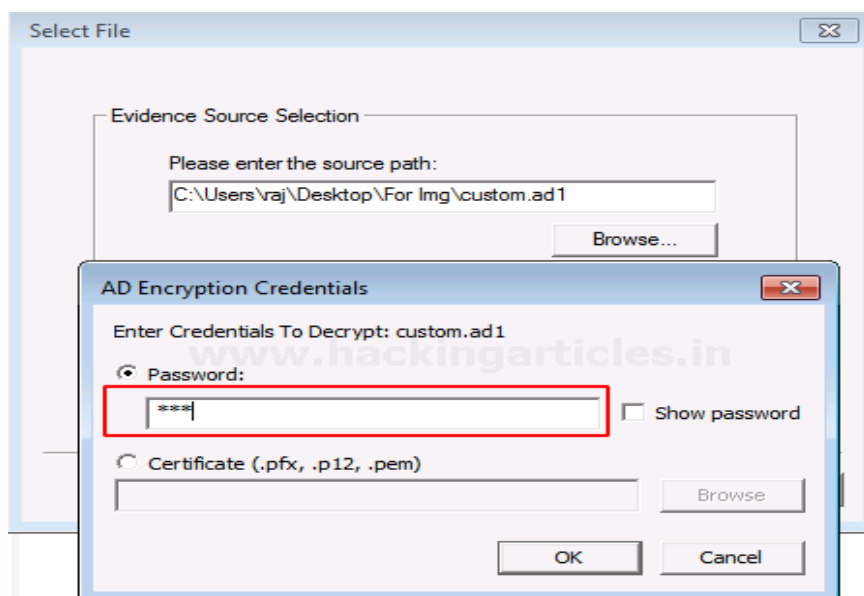 Select File
Evidence Source Selection
Please enter the source path:
C:\Users\raj\Desktop\For Img\custom.ad1
Browse...
AD Encryption Credentials
Enter Credentials To Decrypt: custom.ad1
www.hackingarticles.in
Password:
***
Show password
Certificate (.pfx, .p12, .pem)
Browse
OK
Cancel